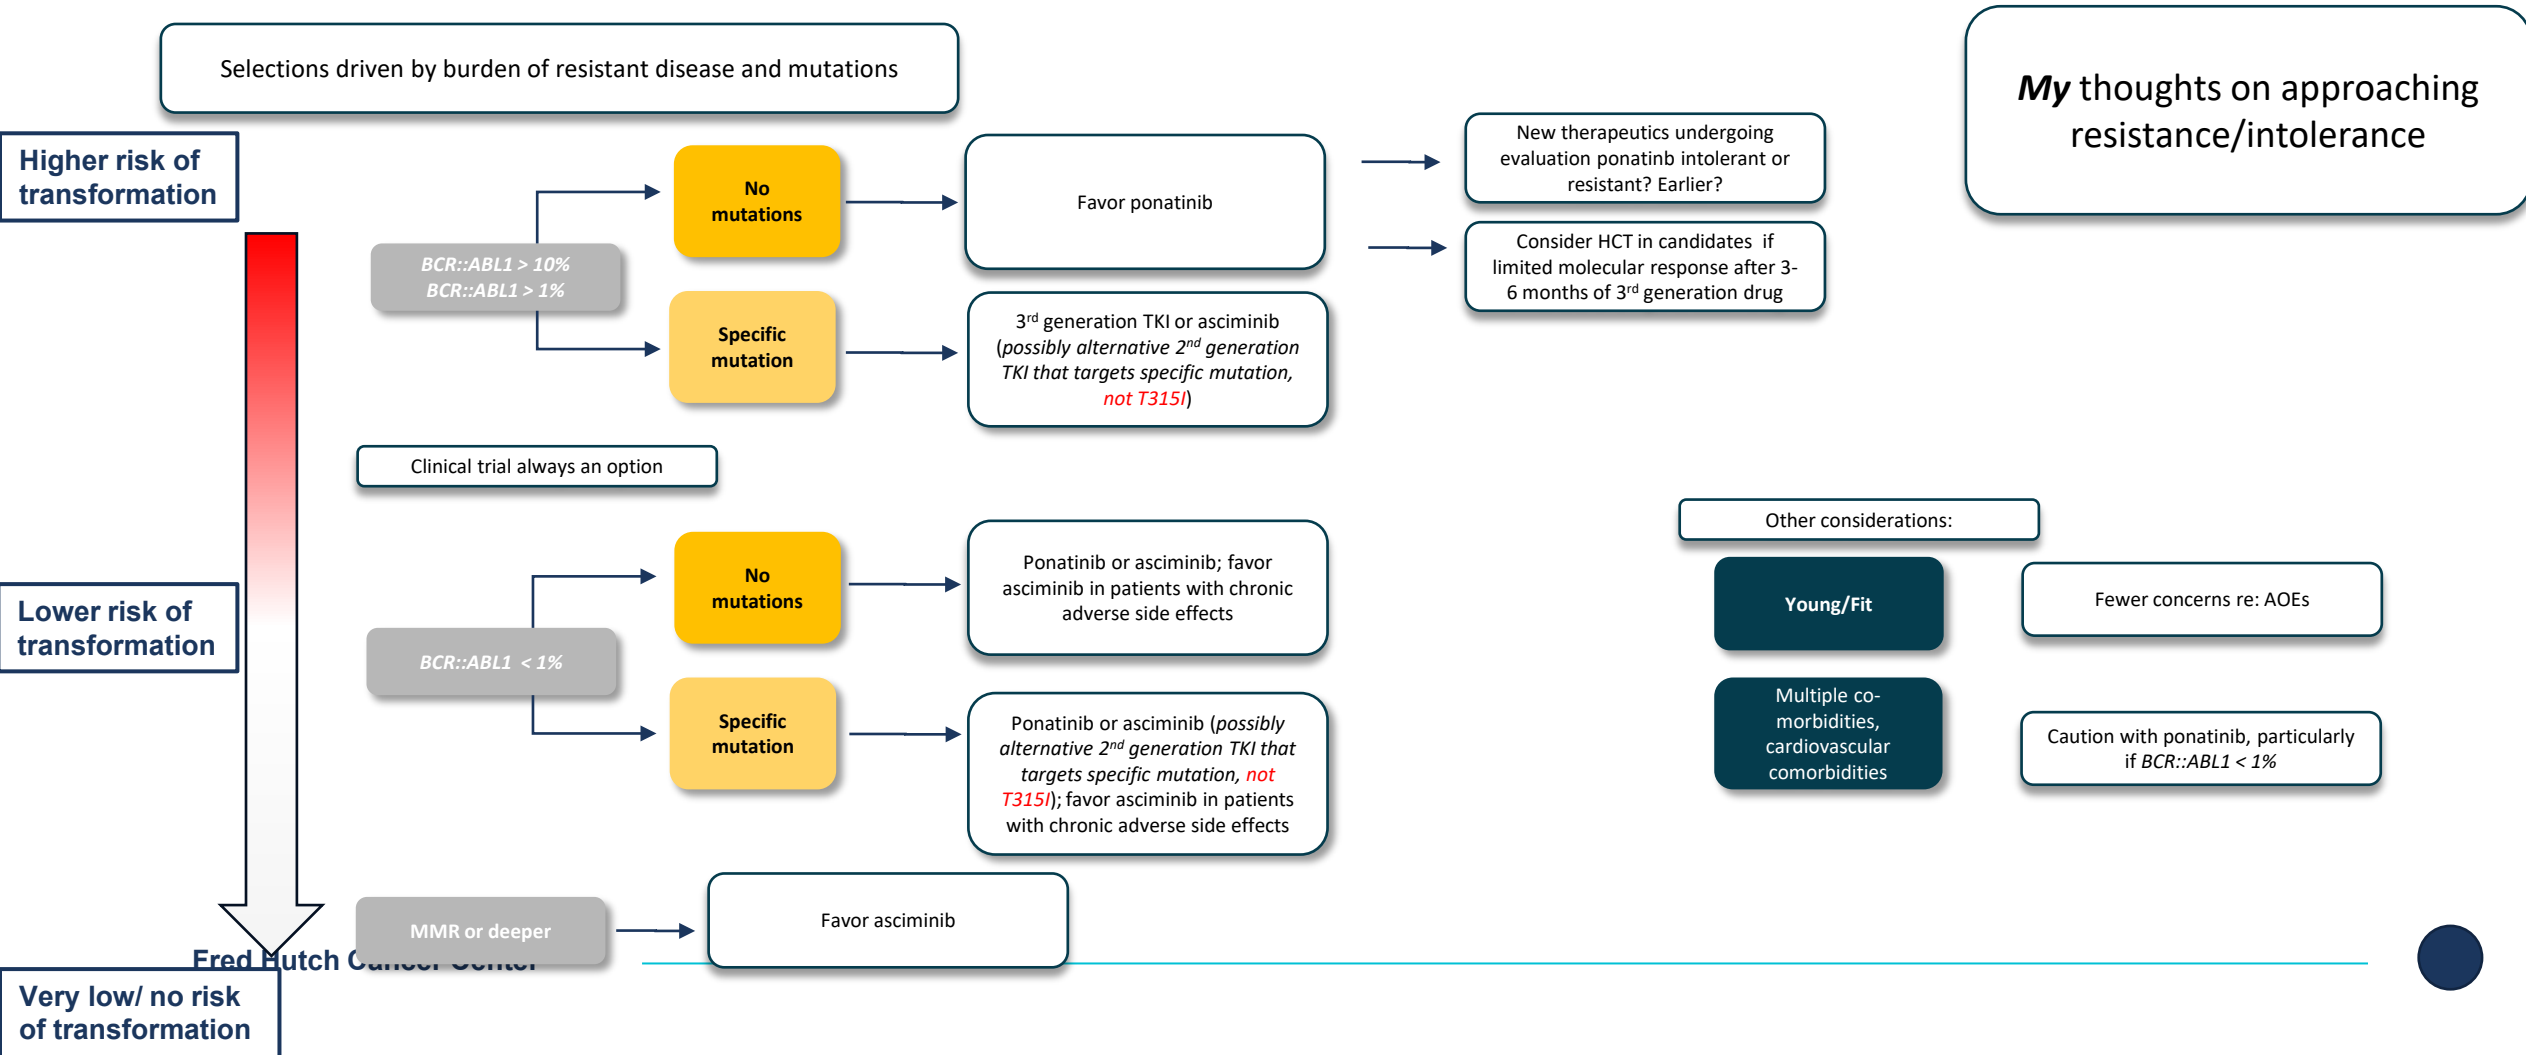 Selections driven by burden of resistant disease and mutations
My thoughts on approaching
resistance/intolerance
Higher risk of
transformation
BCR::ABL1 > 10%
BCR::ABL1 > 1%
No
mutations
Favor ponatinib
New therapeutics undergoing
evaluation ponatinb intolerant or
resistant? Earlier?
Consider HCT in candidates if
limited molecular response after 3-
6 months of 3rd generation drug
Specific
mutation
3rd generation TKI or asciminib
(possibly alternative 2nd generation
TKI that targets specific mutation,
not T315I)
Clinical trial always an option
Lower risk of
transformation
BCR::ABL1 < 1%
No
mutations
Ponatinib or asciminib; favor
asciminib in patients with chronic
adverse side effects
Specific
mutation
Ponatinib or asciminib (possibly
alternative 2nd generation TKI that
targets specific mutation, not
T315I); favor asciminib in patients
with chronic adverse side effects
Other considerations:
Young/Fit
Fewer concerns re: AOEs
Multiple co-
morbidities,
cardiovascular
comorbidities
Caution with ponatinib, particularly
if BCR::ABL1 < 1%
MMR or deeper
Favor asciminib
Fred Hutch Cancer Center
Very low/ no risk
of transformation